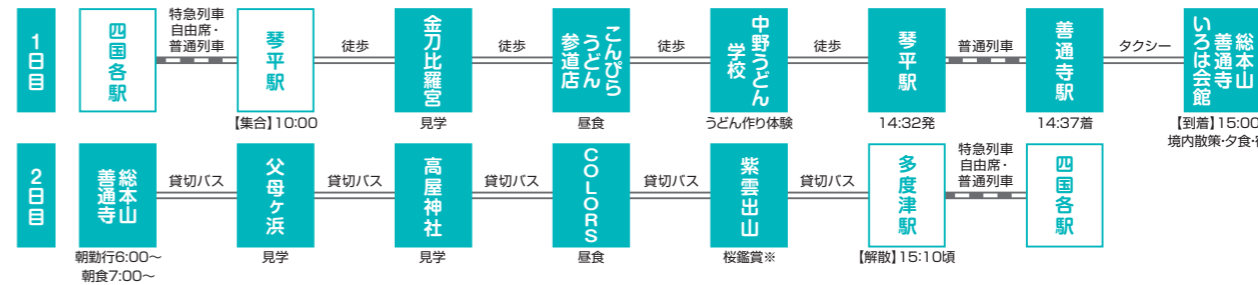 1日目
四国各駅
特急列車
自由席・
普通列車
琴平駅
【集合】10:00
徒歩
金刀比羅宮
見学
徒歩
こんぴら
うどん
参道店
昼食
徒歩
中野うどん
学校
うどん作り体験
徒歩
琴平駅
14:32発
普通列車
善通寺駅
14:37着
タクシー
総本山
善通寺
いろは会館
【到着】15:00
境内散策・夕食・
2日目
総本山
善通寺
朝勤行6:00～
朝食7:00～
貸切バス
父母ヶ浜
見学
貸切バス
高屋神社
見学
貸切バス
COLORS
昼食
貸切バス
紫雲出山
桜鑑賞※
貸切バス
多度津駅
【解散】15:10頃
特急列車
自由席・
普通列車
四国各駅